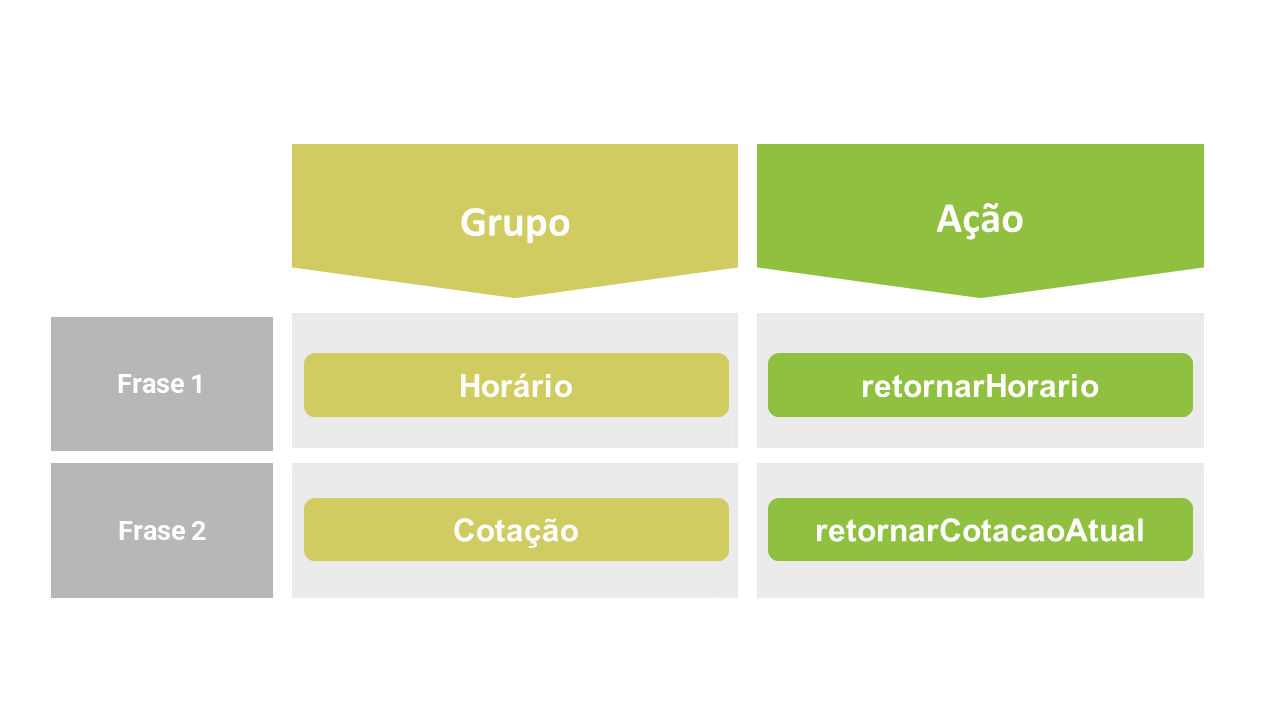 Grupo
Ação
Frase 1
Horário
retornarHorario
Frase 2
Cotação
retornarCotacaoAtual